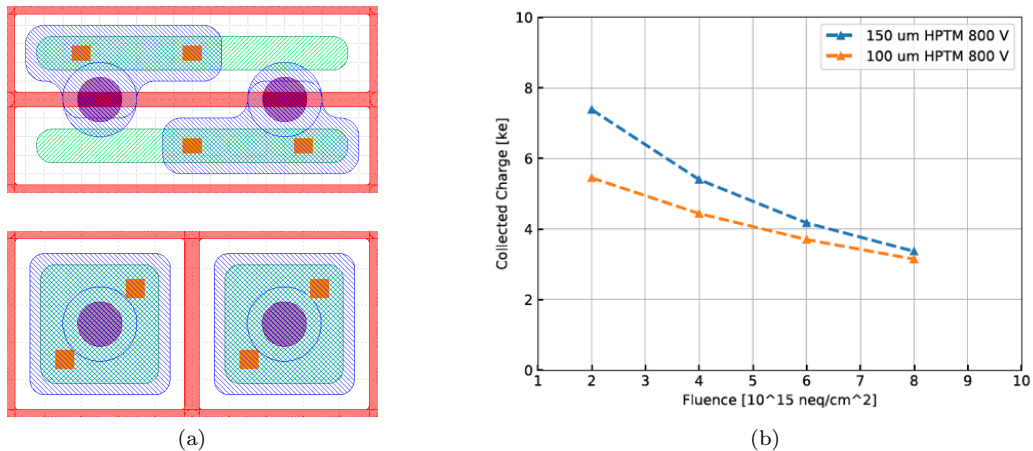 10
8
6
4
2
0
Collected Charge [ke]
150 um HPTM 800 V
100 um HPTM 800 V
1 2 3 4 5 6 7 8 9 10
Fluence [10^15 neq/cm^2]
(a)
(b)